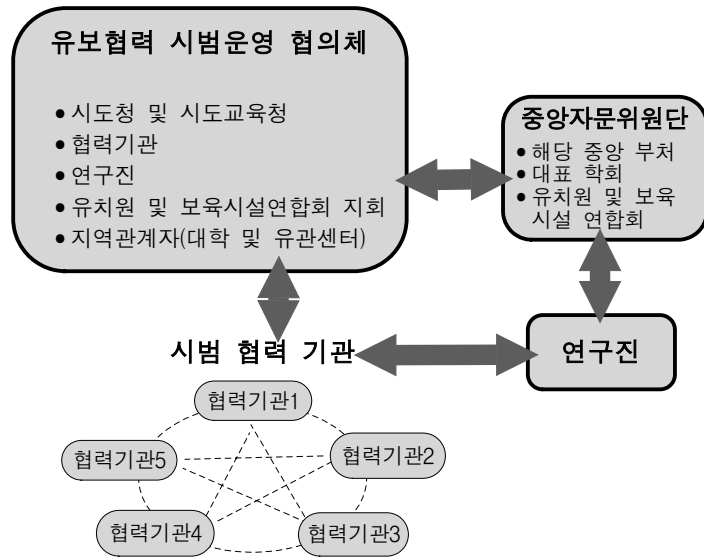 유보협력 시범운영 협의체
● 시도청 및 시도교육청
● 협력기관
● 연구진
● 유치원 및 보육시설연합회 지회
● 지역관계자(대학 및 유관센터)
중앙자문위원단
● 해당 중앙 부처
● 대표 학회
● 유치원 및 보육
시설 연합회
시범 협력 기관
연구진
협력기관1
협력기관2
협력기관3
협력기관4
협력기관5